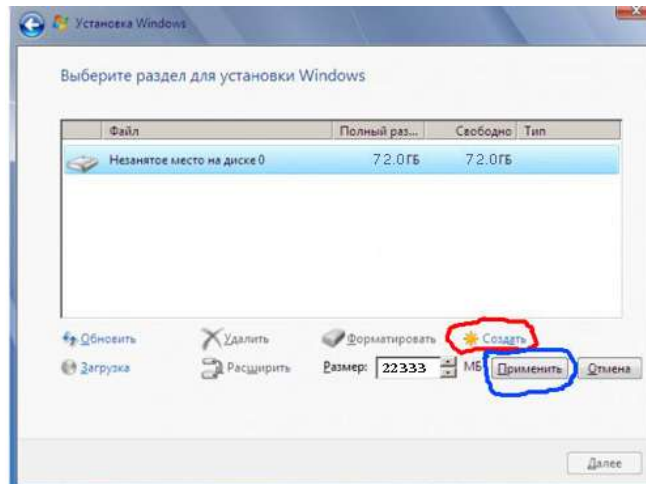 Установка Windows
Выберите раздел для установки Windows
Файл Полный раз... Свободно Тип
Незанятое место на диске 0 72.0ГБ 72.0ГБ
Обновить Удалить Форматировать Создать
Загрузка Расширить Размер: 22333 МБ Применить Отмена
Далее